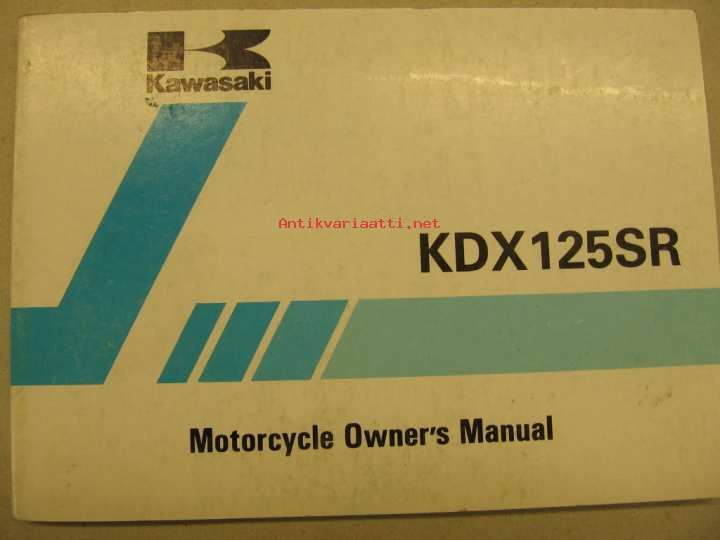 Kawasaki
Antikvariaatti.net
KDX125SR
Motorcycle Owner's Manual